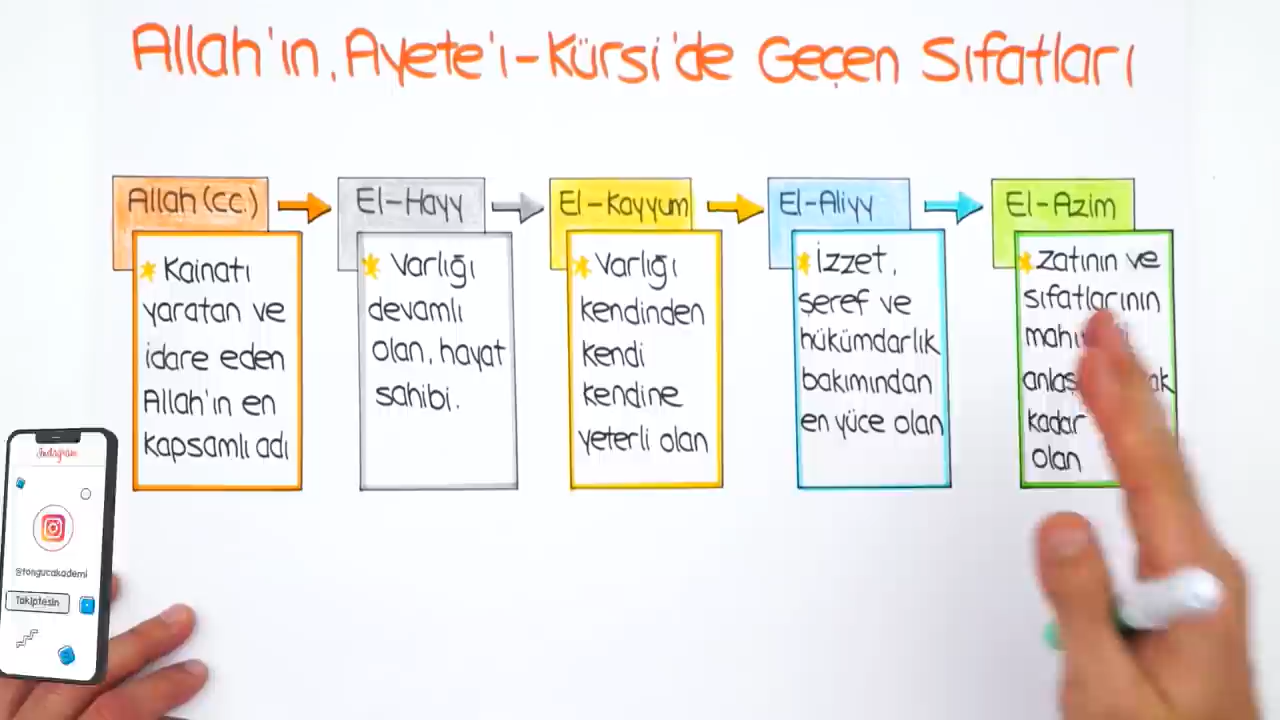 Allah'ın, Ayete'i-Kürsi'de Geçen Sıfatları
Allah (cc.)
* Kainatı
yaratan ve
idare eden
Allah'ın en
kapsamlı adı
El-Hayy
* Varlığı
devamlı
olan, hayat
sahibi.
El-Kayyum
* Varlığı
kendinden
kendi
kendine
yeterli olan
El-Aliyy
* İzzet,
şeref ve
hükümdarlık
bakımından
en yüce olan
El-Azim
* zatının ve
sıfatlarının
kadar
olan
Instagram
@tongucakademi
Takiptesin